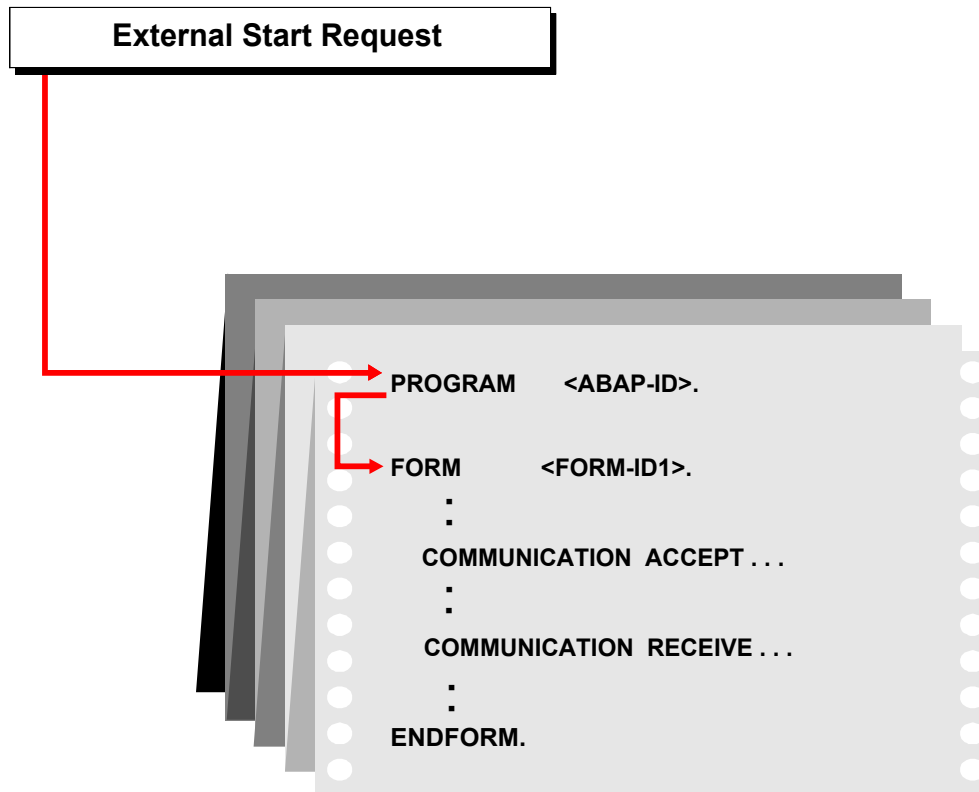 External Start Request
PROGRAM <ABAP-ID>.
FORM <FORM-ID1>.
:
COMMUNICATION ACCEPT . . .
:
COMMUNICATION RECEIVE . . .
:
ENDFORM.